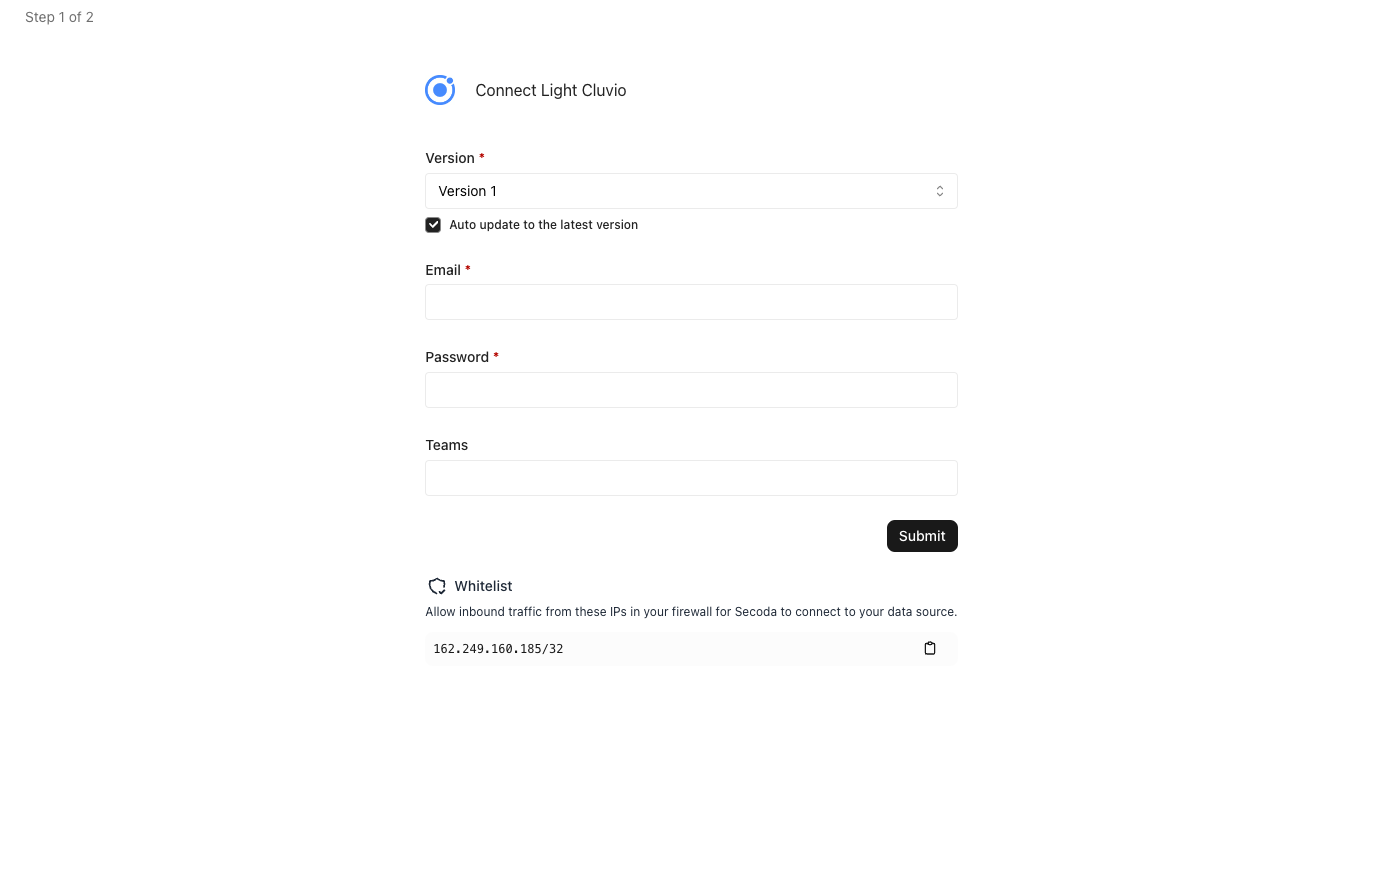 Step 1 of 2
Connect Light Cluvio
Version *
Version 1
Auto update to the latest version
Email *
Password *
Teams
Submit
Whitelist
Allow inbound traffic from these IPs in your firewall for Secoda to connect to your data source.
162.249.160.185/32